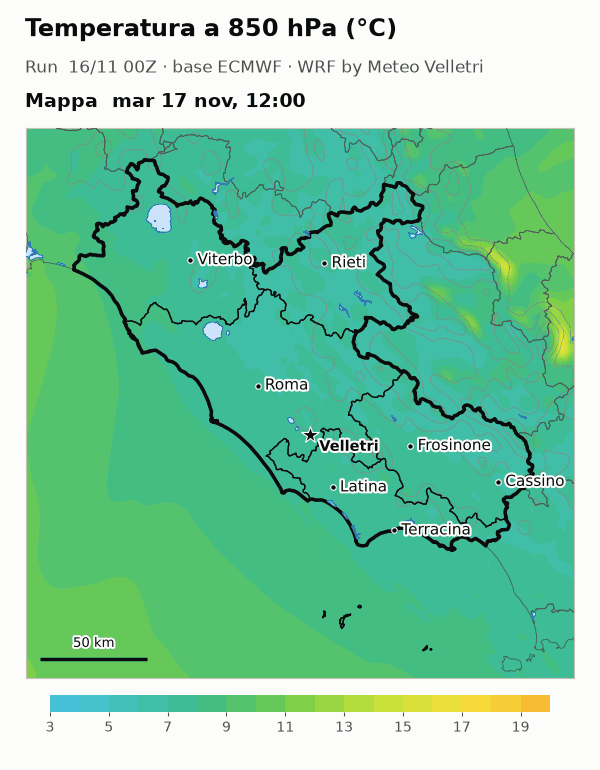 Temperatura a 850 hPa (°C)
Run  16/11 00Z · base ECMWF · WRF by Meteo Velletri
Mappa  mar 17 nov, 12:00
Viterbo
Rieti
Roma
Velletri
Frosinone
Latina
Cassino
Terracina
50 km
3 5 7 9 11 13 15 17 19